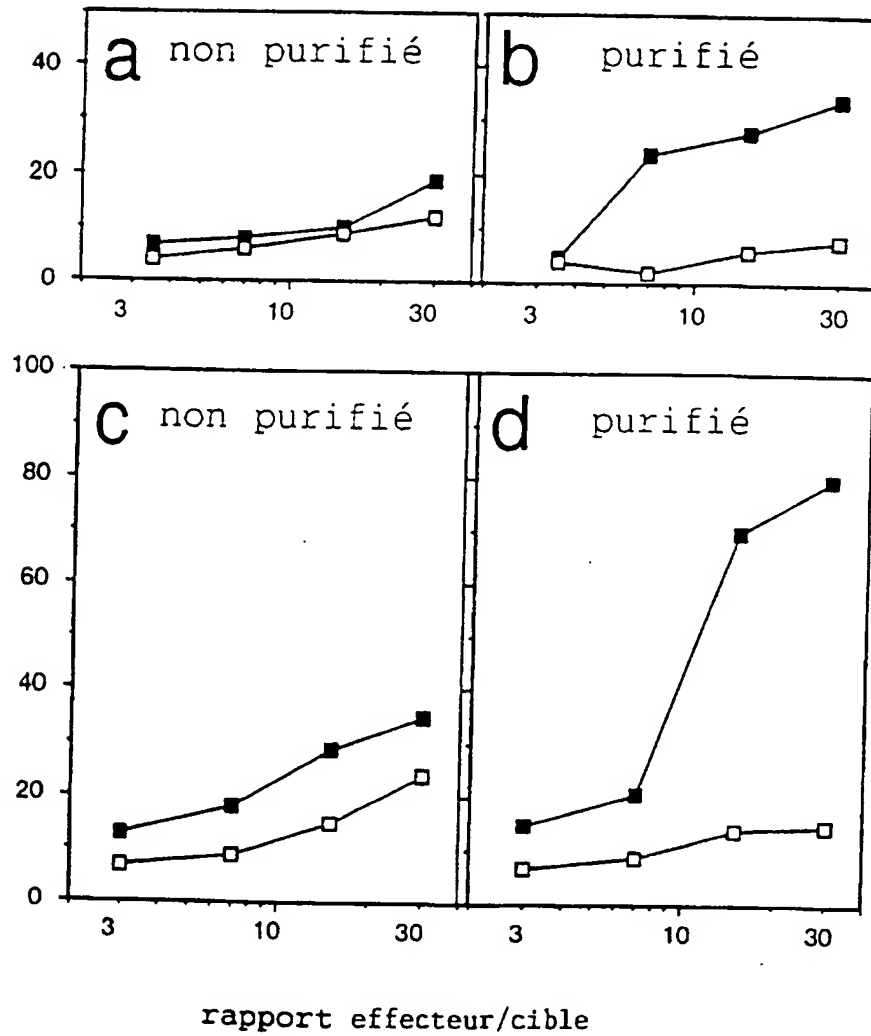 a non purifié
b purifié
40
20
0
3 10 30
3 10 30
c non purifié
d purifié
100
80
60
40
20
0
3 10 30
3 10 30
rapport effecteur/cible